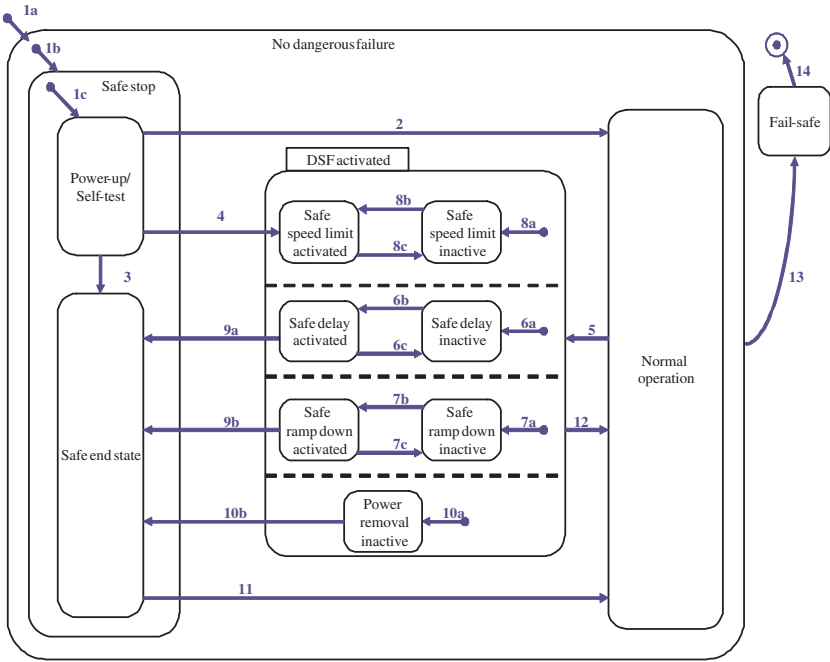 1a
No dangerous failure
1b
Safe stop
1c
14
Fail-safe
2
DSF activated
Power-up/
Self-test
4
Safe
speed limit
activated
8b
8c
Safe
speed limit
inactive
8a
3
13
9a
Safe delay
activated
6b
6c
Safe delay
inactive
6a
5
Normal
operation
9b
Safe
ramp down
activated
7b
7c
Safe
ramp down
inactive
7a
12
Safe end state
10b
Power
removal
inactive
10a
11